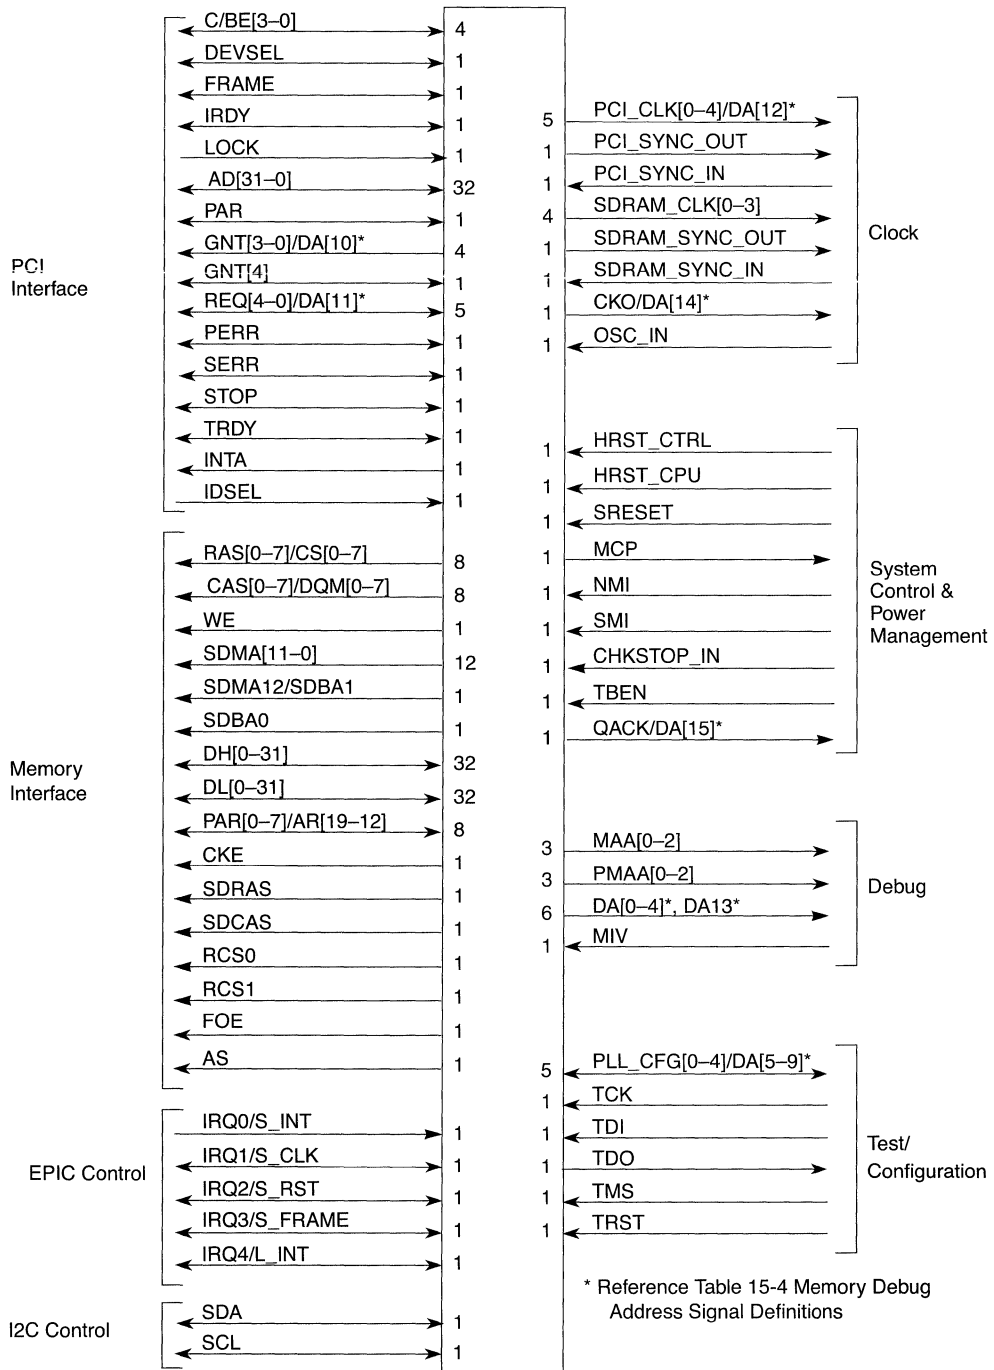 PCI
Interface
C/BE[3–0]
4
DEVSEL
1
FRAME
1
IRDY
1
LOCK
1
AD[31–0]
32
PAR
1
GNT[3–0]/DA[10]*
4
GNT[4]
1
REQ[4–0]/DA[11]*
5
PERR
1
SERR
1
STOP
1
TRDY
1
INTA
1
IDSEL
1
Memory
Interface
RAS[0–7]/CS[0–7]
8
CAS[0–7]/DQM[0–7]
8
WE
1
SDMA[11–0]
12
SDMA12/SDBA1
1
SDBA0
1
DH[0–31]
32
DL[0–31]
32
PAR[0–7]/AR[19–12]
8
CKE
1
SDRAS
1
SDCAS
1
RCS0
1
RCS1
1
FOE
1
AS
1
EPIC Control
IRQ0/S_INT
1
IRQ1/S_CLK
1
IRQ2/S_RST
1
IRQ3/S_FRAME
1
IRQ4/L_INT
1
I2C Control
SDA
1
SCL
1
5
PCI_CLK[0–4]/DA[12]*
1
PCI_SYNC_OUT
1
PCI_SYNC_IN
4
SDRAM_CLK[0–3]
1
SDRAM_SYNC_OUT
1
SDRAM_SYNC_IN
1
CKO/DA[14]*
1
OSC_IN
Clock
1
HRST_CTRL
1
HRST_CPU
1
SRESET
1
MCP
1
NMI
1
SMI
1
CHKSTOP_IN
1
TBEN
1
QACK/DA[15]*
System
Control &
Power
Management
3
MAA[0–2]
3
PMAA[0–2]
6
DA[0–4]*, DA13*
1
MIV
Debug
5
PLL_CFG[0–4]/DA[5–9]*
1
TCK
1
TDI
1
TDO
1
TMS
1
TRST
Test/
Configuration
* Reference Table 15-4 Memory Debug
Address Signal Definitions